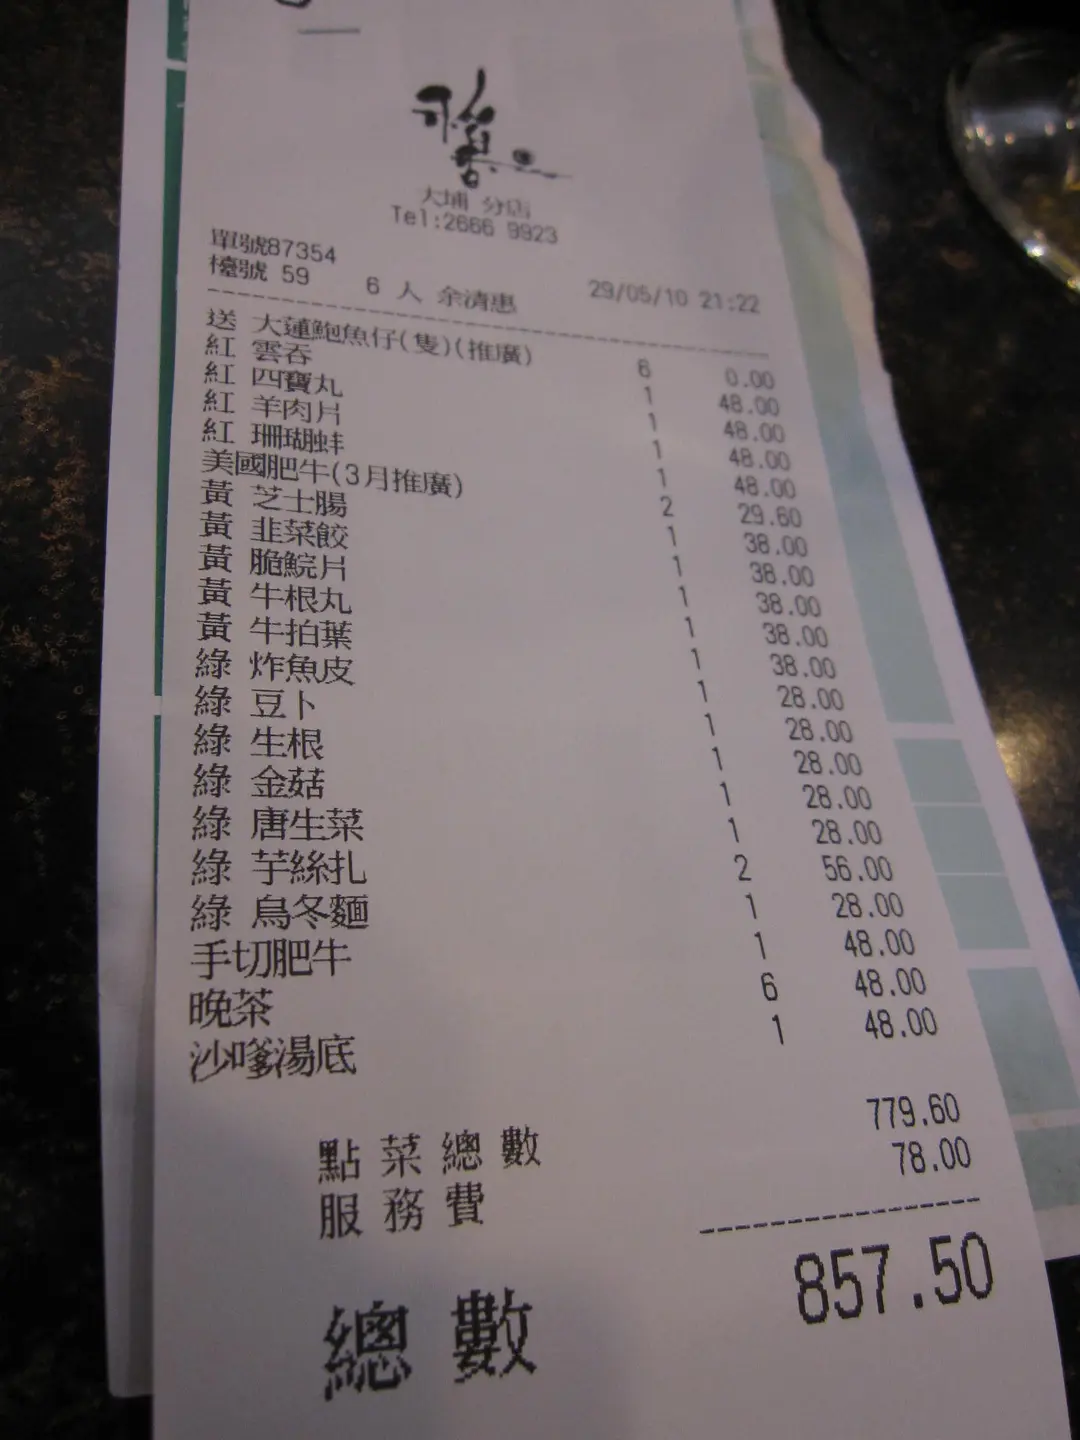 大埔 分店
Tel:2666 9923
單號87354
檯號 59 6 人 余清惠 29/05/10 21:22
送 大蓮鮑魚仔(隻)(推廣) 6 0.00
紅 雲吞 1 48.00
紅 四寶丸 1 48.00
紅 羊肉片 1 48.00
紅 珊瑚蚌 1 48.00
美國肥牛(3月推廣) 2 29.60
黃 芝士腸 1 38.00
黃 韭菜餃 1 38.00
黃 脆鯇片 1 38.00
黃 牛根丸 1 38.00
黃 牛拍葉 1 38.00
綠 炸魚皮 1 28.00
綠 豆卜 1 28.00
綠 生根 1 28.00
綠 金菇 1 28.00
綠 唐生菜 1 28.00
綠 芋絲扎 2 56.00
綠 烏冬麵 1 28.00
手切肥牛 1 48.00
晚茶 6 48.00
沙嗲湯底 1 48.00
點菜總數 779.60
服務費 78.00
總數 857.50